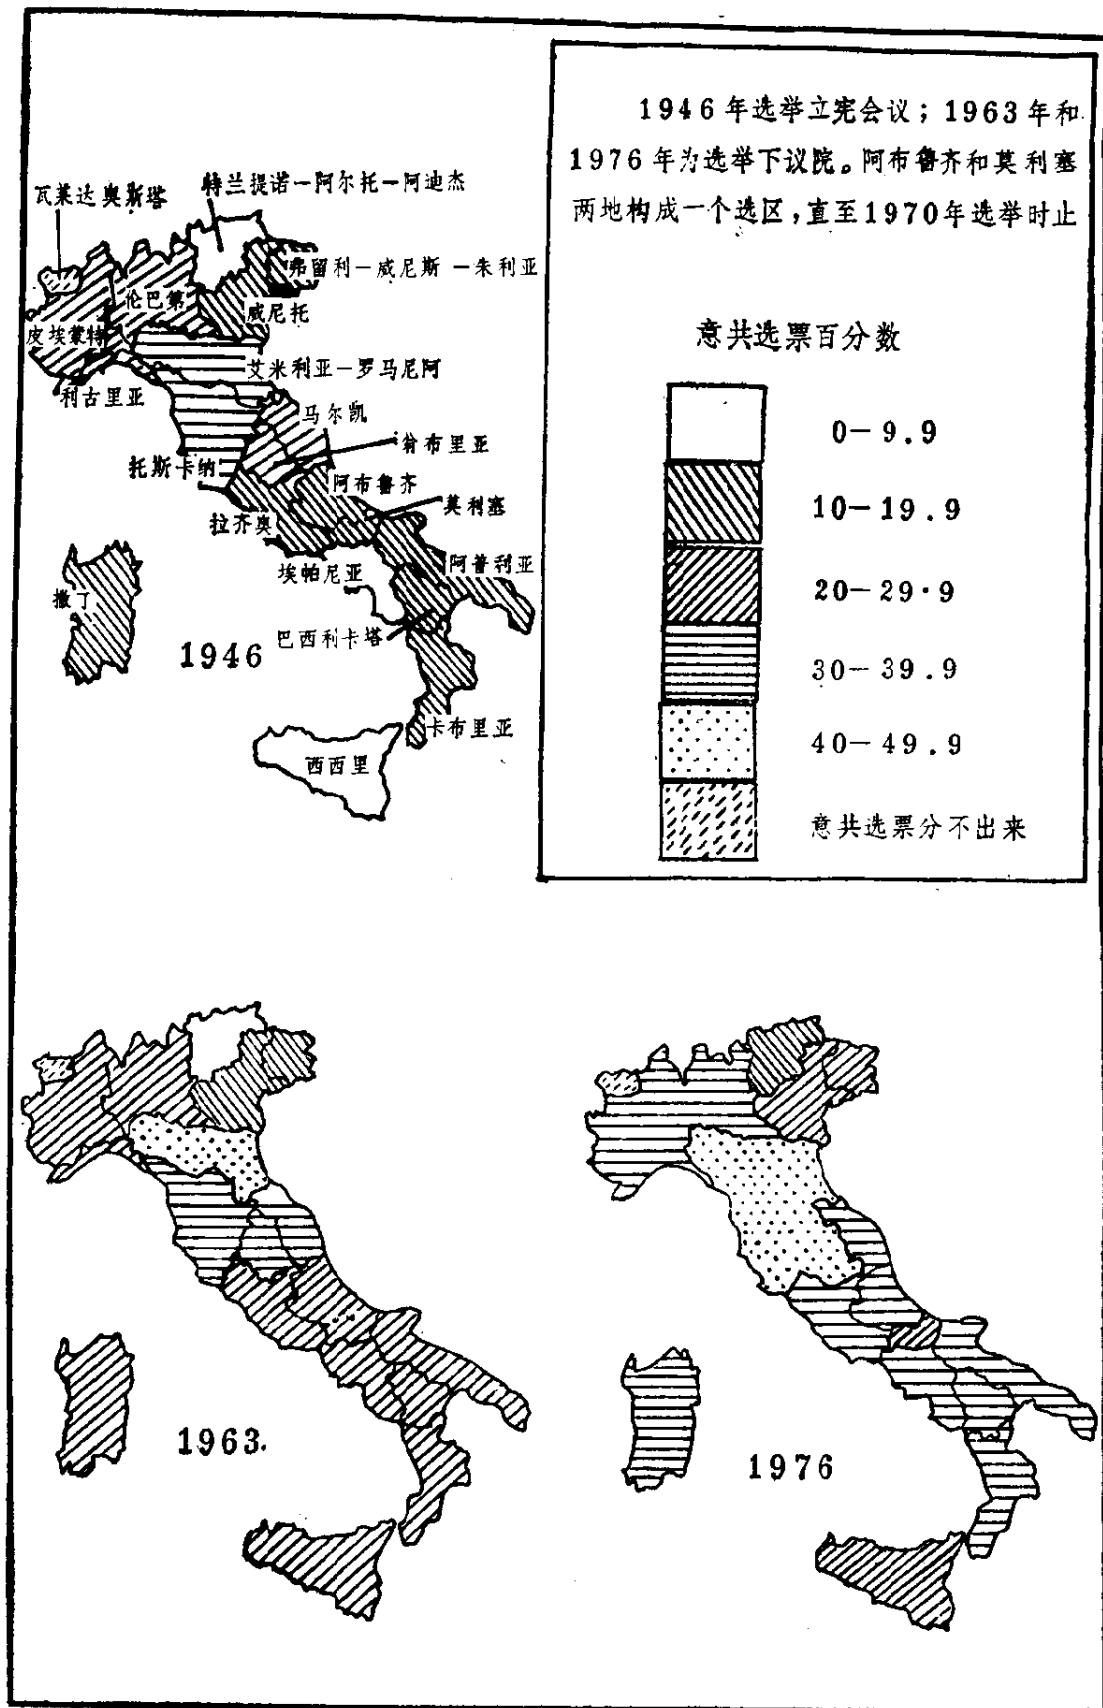 1946年选举立宪会议；1963年和
1976年为选举下议院。阿布鲁齐和莫利塞
两地构成一个选区，直至1970年选举时止
意共选票百分数
0-9.9
10-19.9
20-29·9
30-39.9
40-49.9
意共选票分不出来
瓦莱达奥斯塔
特兰提诺-阿尔托-阿迪杰
弗留利-威尼斯-朱利亚
伦巴第
威尼托
皮埃蒙特
艾米利亚-罗马尼阿
利古里亚
马尔凯
翁布里亚
托斯卡纳
阿布鲁齐
莫利塞
拉齐奥
埃帕尼亚
阿普利亚
撒丁
巴西利卡塔
1946
卡布里亚
西西里
1963.
1976